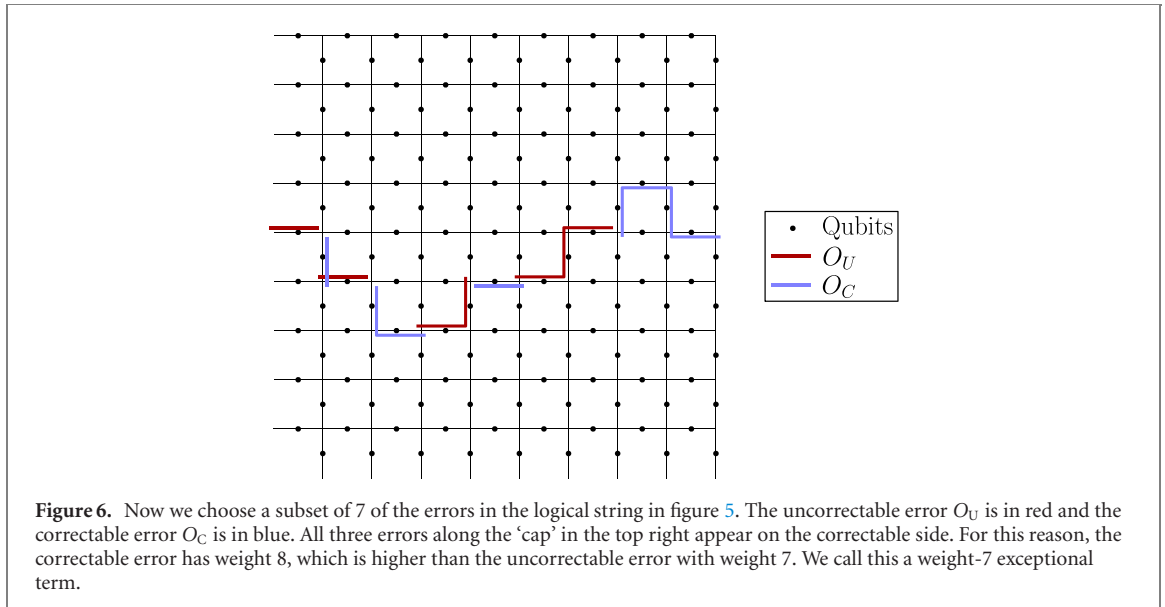 Qubits
O_U
O_C
Figure 6. Now we choose a subset of 7 of the errors in the logical string in figure 5. The uncorrectable error O_U is in red and the
correctable error O_C is in blue. All three errors along the ‘cap’ in the top right appear on the correctable side. For this reason, the
correctable error has weight 8, which is higher than the uncorrectable error with weight 7. We call this a weight-7 exceptional
term.